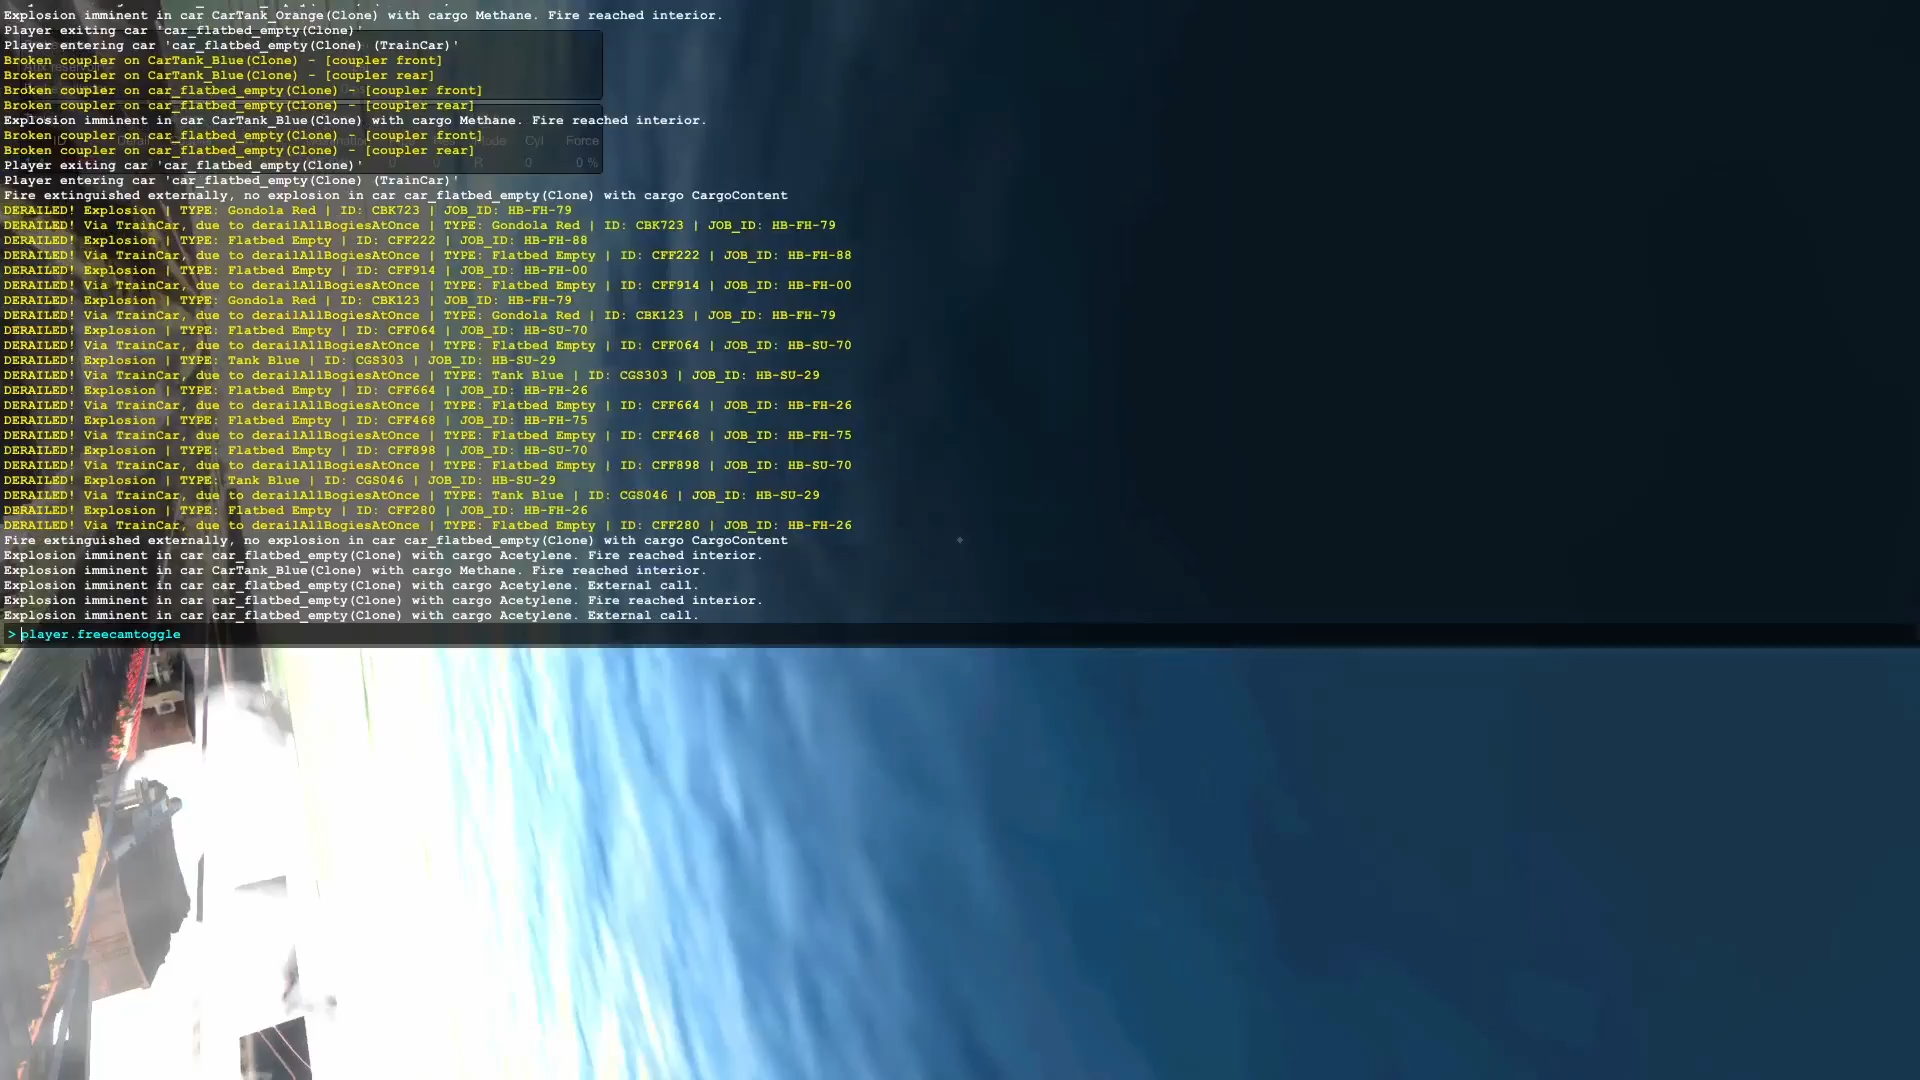 Explosion imminent in car CarTank_Orange(Clone) with cargo Methane. Fire reached interior.
Player exiting car 'car_flatbed_empty(Clone)'
Player entering car 'car_flatbed_empty(Clone) (TrainCar)'
Broken coupler on CarTank_Blue(Clone) - [coupler front]
Broken coupler on CarTank_Blue(Clone) - [coupler rear]
Broken coupler on car_flatbed_empty(Clone) - [coupler front]
Broken coupler on car_flatbed_empty(Clone) - [coupler rear]
Explosion imminent in car CarTank_Blue(Clone) with cargo Methane. Fire reached interior.
Broken coupler on car_flatbed_empty(Clone) - [coupler front]
Mode Cyl Force
Broken coupler on car_flatbed_empty(Clone) - [coupler rear]
R 0 0 %
Player exiting car 'car_flatbed_empty(Clone)'
Player entering car 'car_flatbed_empty(Clone) (TrainCar)'
Fire extinguished externally, no explosion in car car_flatbed_empty(Clone) with cargo CargoContent
DERAILED! Explosion | TYPE: Gondola Red | ID: CBK723 | JOB_ID: HB-FH-79
DERAILED! Via TrainCar, due to derailAllBogiesAtOnce | TYPE: Gondola Red | ID: CBK723 | JOB_ID: HB-FH-79
DERAILED! Explosion | TYPE: Flatbed Empty | ID: CFF222 | JOB_ID: HB-FH-88
DERAILED! Via TrainCar, due to derailAllBogiesAtOnce | TYPE: Flatbed Empty | ID: CFF222 | JOB_ID: HB-FH-88
DERAILED! Explosion | TYPE: Flatbed Empty | ID: CFF914 | JOB_ID: HB-FH-00
DERAILED! Via TrainCar, due to derailAllBogiesAtOnce | TYPE: Flatbed Empty | ID: CFF914 | JOB_ID: HB-FH-00
DERAILED! Explosion | TYPE: Gondola Red | ID: CBK123 | JOB_ID: HB-FH-79
DERAILED! Via TrainCar, due to derailAllBogiesAtOnce | TYPE: Gondola Red | ID: CBK123 | JOB_ID: HB-FH-79
DERAILED! Explosion | TYPE: Flatbed Empty | ID: CFF064 | JOB_ID: HB-SU-70
DERAILED! Via TrainCar, due to derailAllBogiesAtOnce | TYPE: Flatbed Empty | ID: CFF064 | JOB_ID: HB-SU-70
DERAILED! Explosion | TYPE: Tank Blue | ID: CGS303 | JOB_ID: HB-SU-29
DERAILED! Via TrainCar, due to derailAllBogiesAtOnce | TYPE: Tank Blue | ID: CGS303 | JOB_ID: HB-SU-29
DERAILED! Explosion | TYPE: Flatbed Empty | ID: CFF664 | JOB_ID: HB-FH-26
DERAILED! Via TrainCar, due to derailAllBogiesAtOnce | TYPE: Flatbed Empty | ID: CFF664 | JOB_ID: HB-FH-26
DERAILED! Explosion | TYPE: Flatbed Empty | ID: CFF468 | JOB_ID: HB-FH-75
DERAILED! Via TrainCar, due to derailAllBogiesAtOnce | TYPE: Flatbed Empty | ID: CFF468 | JOB_ID: HB-FH-75
DERAILED! Explosion | TYPE: Flatbed Empty | ID: CFF898 | JOB_ID: HB-SU-70
DERAILED! Via TrainCar, due to derailAllBogiesAtOnce | TYPE: Flatbed Empty | ID: CFF898 | JOB_ID: HB-SU-70
DERAILED! Explosion | TYPE: Tank Blue | ID: CGS046 | JOB_ID: HB-SU-29
DERAILED! Via TrainCar, due to derailAllBogiesAtOnce | TYPE: Tank Blue | ID: CGS046 | JOB_ID: HB-SU-29
DERAILED! Explosion | TYPE: Flatbed Empty | ID: CFF280 | JOB_ID: HB-FH-26
DERAILED! Via TrainCar, due to derailAllBogiesAtOnce | TYPE: Flatbed Empty | ID: CFF280 | JOB_ID: HB-FH-26
Fire extinguished externally, no explosion in car car_flatbed_empty(Clone) with cargo CargoContent
Explosion imminent in car car_flatbed_empty(Clone) with cargo Acetylene. Fire reached interior.
Explosion imminent in car CarTank_Blue(Clone) with cargo Methane. Fire reached interior.
Explosion imminent in car car_flatbed_empty(Clone) with cargo Acetylene. External call.
Explosion imminent in car car_flatbed_empty(Clone) with cargo Acetylene. Fire reached interior.
Explosion imminent in car car_flatbed_empty(Clone) with cargo Acetylene. External call.
> player.freecamtoggle